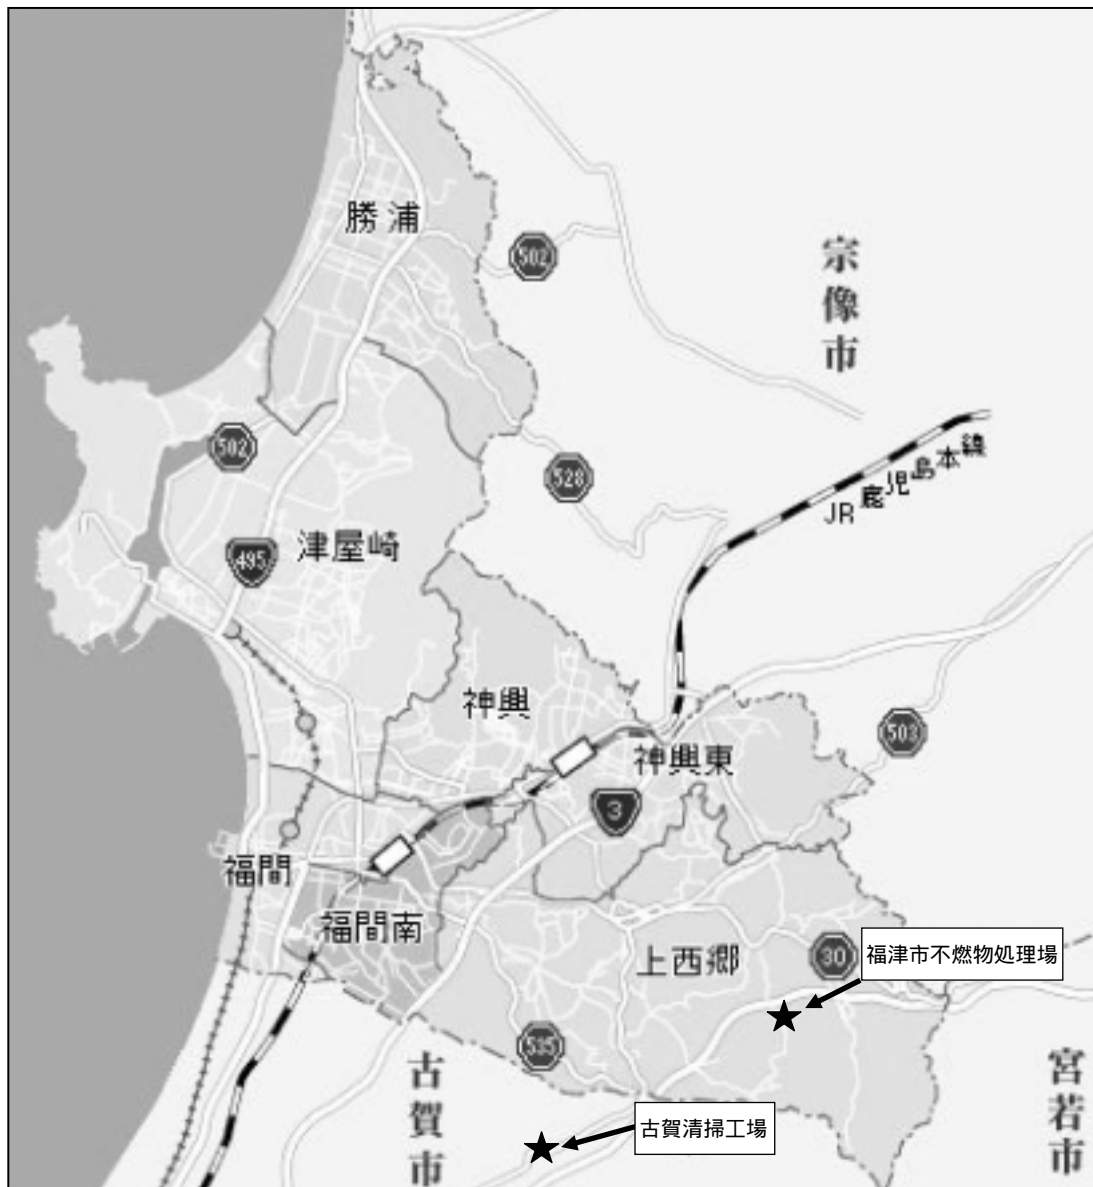 勝浦
502
宗像市
502
528
JR鹿児島本線
津屋崎
495
神興
503
神興東
3
福間
福間南
上西郷
30
福津市不燃物処理場
535
古賀市
宮若市
古賀清掃工場